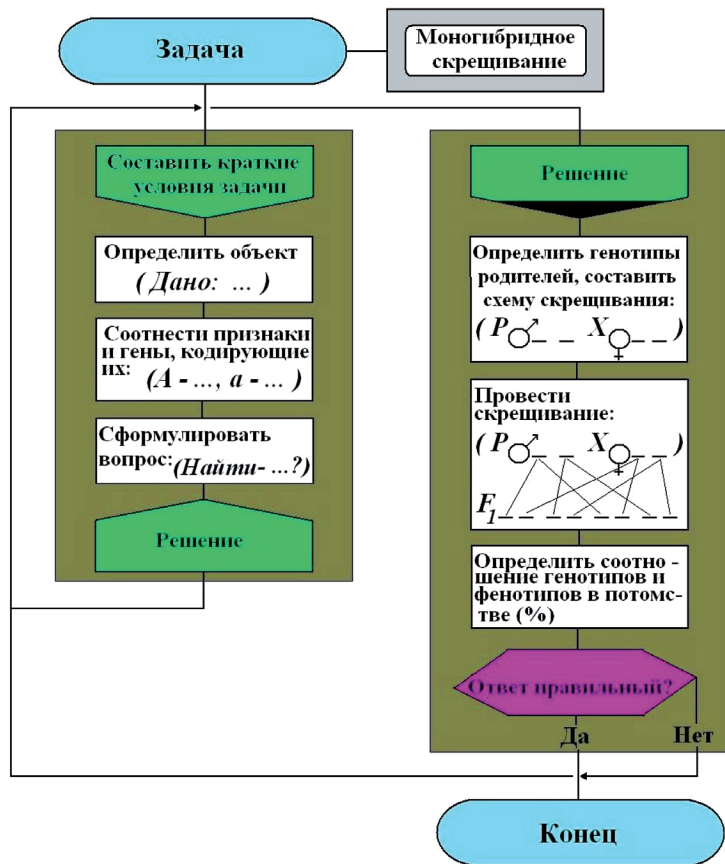 Задача
Моногибридное
скрещивание
Составить краткие
условия задачи
Определить объект
( Дано: ... )
Соотнести признаки
и гены, кодирующие
их:
(А - ..., а - ... )
Сформулировать
вопрос:
(Найти- ...?)
Решение
Решение
Определить генотипы
родителей, составить
схему скрещивания:
( P ♂ _ _ X ♀ _ _ )
Провести
скрещивание:
( P ♂ _ _ X ♀ _ _ )
F1 _ _ _ _ _ _ _ _
Определить соотно -
шение генотипов и
фенотипов в потомс-
тве (%)
Ответ правильный?
Да
Нет
Конец